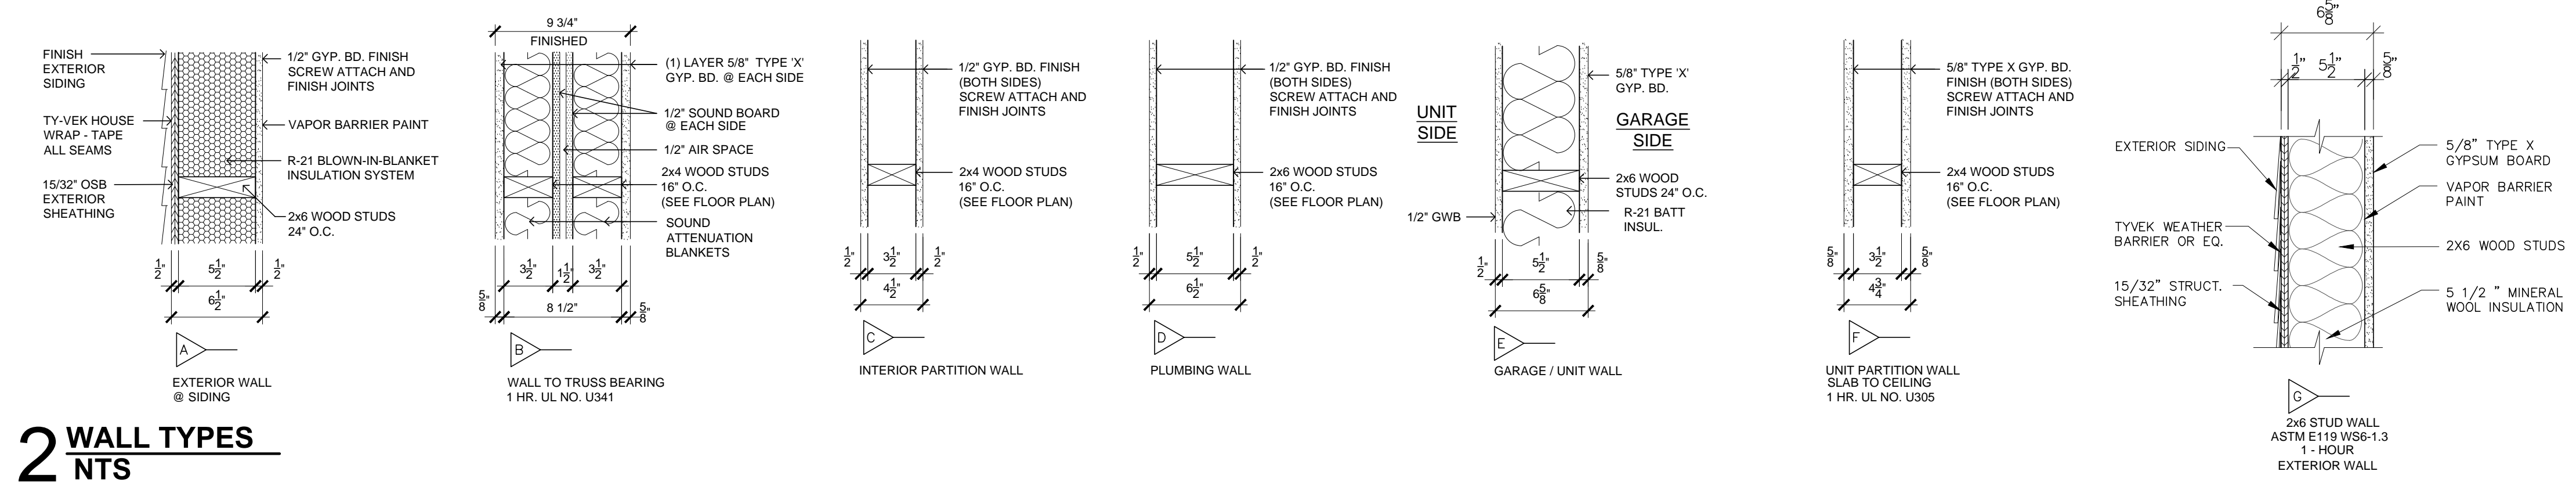 FINISH
EXTERIOR
SIDING
TY-VEK HOUSE
WRAP - TAPE
ALL SEAMS
15/32" OSB
EXTERIOR
SHEATHING
1/2" GYP. BD. FINISH
SCREW ATTACH AND
FINISH JOINTS
VAPOR BARRIER PAINT
R-21 BLOWN-IN-BLANKET
INSULATION SYSTEM
2x6 WOOD STUDS
24" O.C.
1/2" 5 1/2" 1/2"
6 1/2"
A
EXTERIOR WALL
@ SIDING
9 3/4"
FINISHED
(1) LAYER 5/8" TYPE 'X'
GYP. BD. @ EACH SIDE
1/2" SOUND BOARD
@ EACH SIDE
1/2" AIR SPACE
2x4 WOOD STUDS
16" O.C.
(SEE FLOOR PLAN)
SOUND
ATTENUATION
BLANKETS
3 1/2" 1 1/2" 3 1/2"
5/8" 8 1/2" 5/8"
B
WALL TO TRUSS BEARING
1 HR. UL NO. U341
1/2" GYP. BD. FINISH
(BOTH SIDES)
SCREW ATTACH AND
FINISH JOINTS
2x4 WOOD STUDS
16" O.C.
(SEE FLOOR PLAN)
1/2" 3 1/2" 1/2"
4 1/2"
C
INTERIOR PARTITION WALL
1/2" GYP. BD. FINISH
(BOTH SIDES)
SCREW ATTACH AND
FINISH JOINTS
2x6 WOOD STUDS
16" O.C.
(SEE FLOOR PLAN)
1/2" 5 1/2" 1/2"
6 1/2"
D
PLUMBING WALL
UNIT
SIDE
5/8" TYPE 'X'
GYP. BD.
GARAGE
SIDE
2x6 WOOD
STUDS 24" O.C.
1/2" GWB
R-21 BATT
INSUL.
1/2" 5 1/2" 5/8"
6 5/8"
E
GARAGE / UNIT WALL
5/8" TYPE X GYP. BD.
FINISH (BOTH SIDES)
SCREW ATTACH AND
FINISH JOINTS
2x4 WOOD STUDS
16" O.C.
(SEE FLOOR PLAN)
5/8" 3 1/2" 5/8"
4 3/4"
F
UNIT PARTITION WALL
SLAB TO CEILING
1 HR. UL NO. U305
6 5/8"
1/2" 5 1/2" 5/8"
EXTERIOR SIDING
TYVEK WEATHER
BARRIER OR EQ.
15/32" STRUCT.
SHEATHING
5/8" TYPE X
GYPSUM BOARD
VAPOR BARRIER
PAINT
2X6 WOOD STUDS
5 1/2 " MINERAL
WOOL INSULATION
G
2x6 STUD WALL
ASTM E119 WS6-1.3
1 - HOUR
EXTERIOR WALL
2 WALL TYPES
NTS